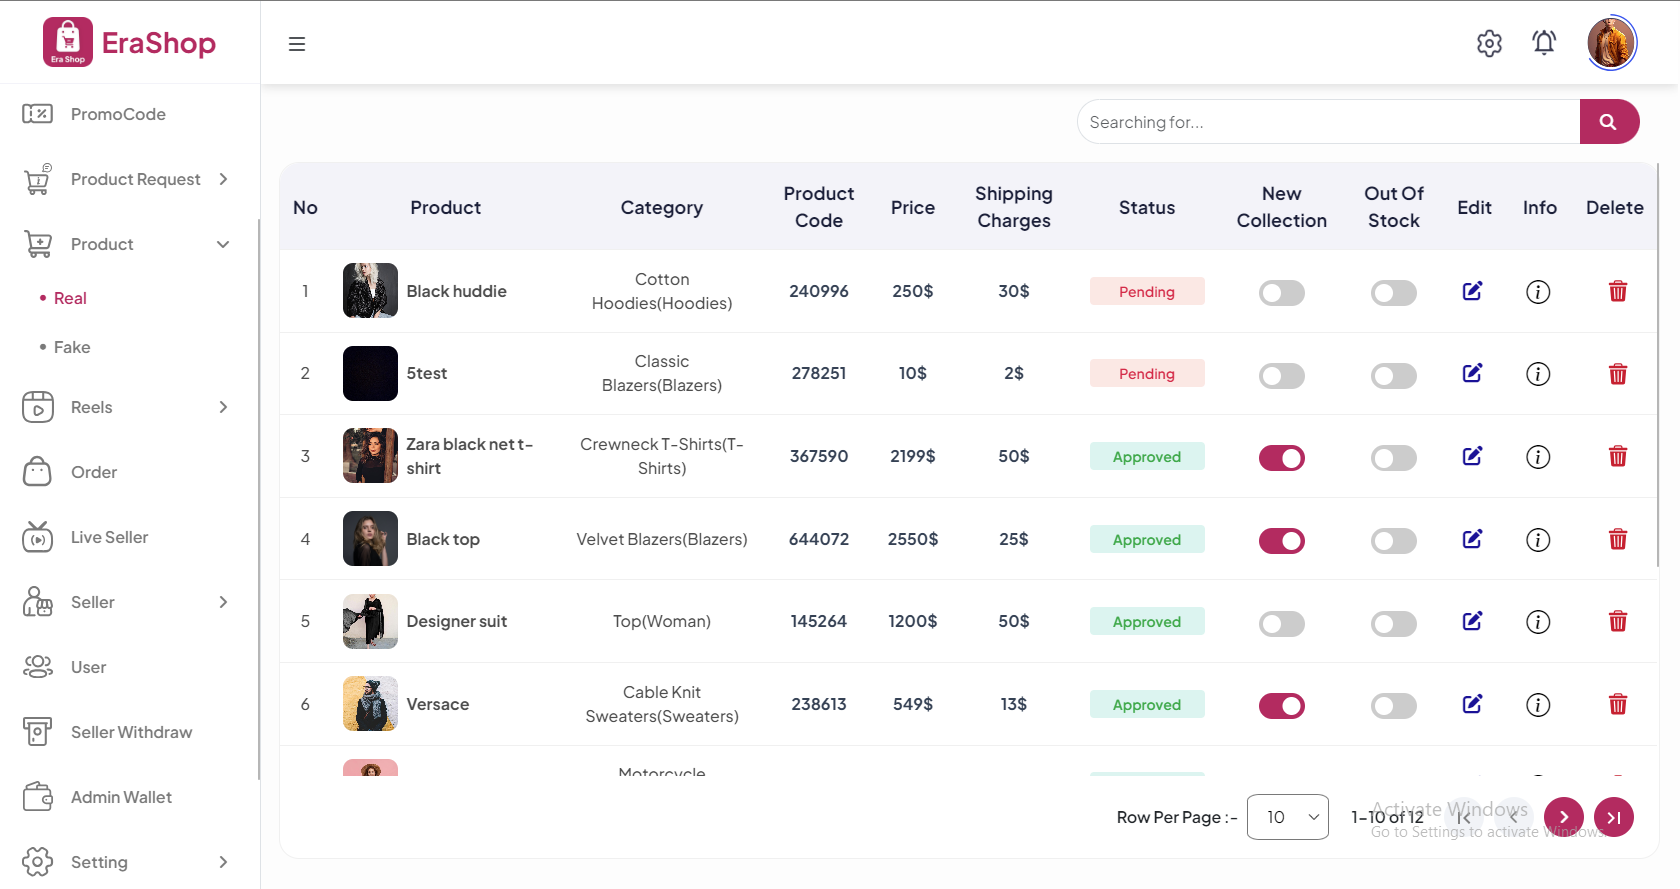 Era Shop
EraShop
PromoCode
Product Request
Product
Real
Fake
Reels
Order
Live Seller
Seller
User
Seller Withdraw
Admin Wallet
Setting
Searching for...
No
Product
Category
Product
Code
Price
Shipping
Charges
Status
New
Collection
Out Of
Stock
Edit
Info
Delete
1
Black huddie
Cotton
Hoodies(Hoodies)
240996
250$
30$
Pending
2
5test
Classic
Blazers(Blazers)
278251
10$
2$
Pending
3
Zara black net t-
shirt
Crewneck T-Shirts(T-
Shirts)
367590
2199$
50$
Approved
4
Black top
Velvet Blazers(Blazers)
644072
2550$
25$
Approved
5
Designer suit
Top(Woman)
145264
1200$
50$
Approved
6
Versace
Cable Knit
Sweaters(Sweaters)
238613
549$
13$
Approved
Motorcycle
Row Per Page :-
10
1-10 of 12
Activate Windows
Go to Settings to activate Windows.